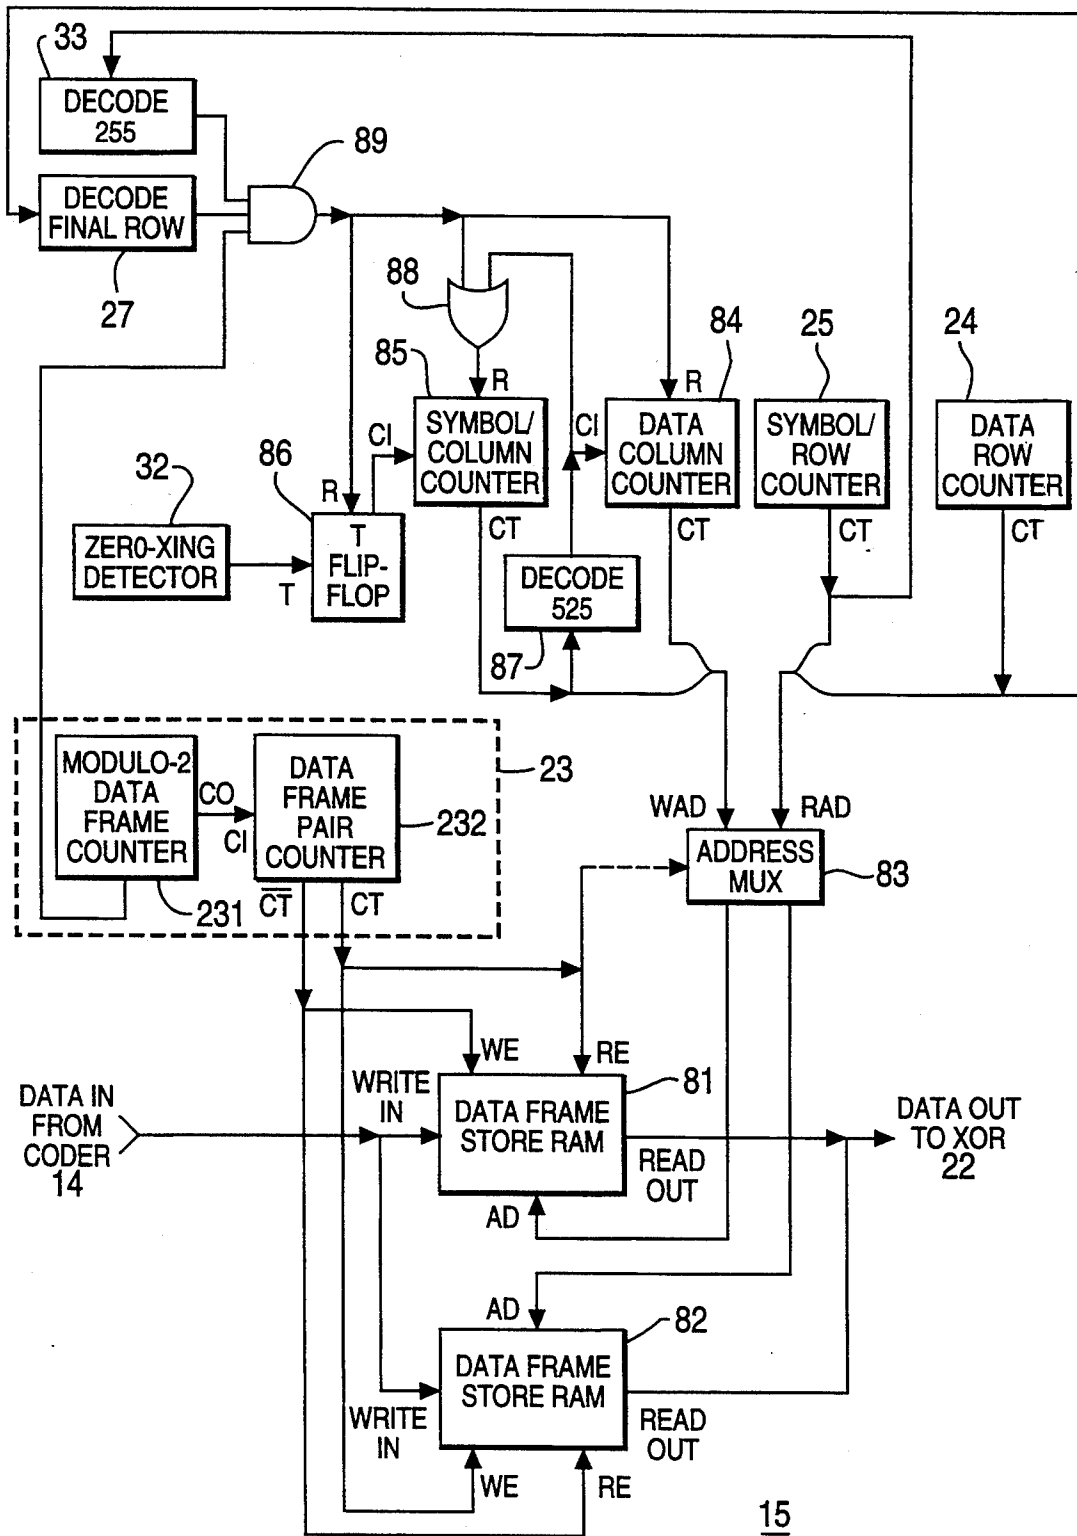 33
DECODE
255
89
DECODE
FINAL ROW
27
88
85
R
84
R
25
24
CI
SYMBOL/
COLUMN
COUNTER
CT
CI
DATA
COLUMN
COUNTER
CT
SYMBOL/
ROW
COUNTER
CT
DATA
ROW
COUNTER
CT
32
ZER0-XING
DETECTOR
T
86
R
T
FLIP-
FLOP
DECODE
525
87
MODULO-2
DATA
FRAME
COUNTER
231
CO
CI
DATA
FRAME
PAIR
COUNTER
232
23
CT
CT
WAD
RAD
ADDRESS
MUX
83
WE
RE
81
DATA IN
FROM
CODER
14
WRITE
IN
DATA FRAME
STORE RAM
READ
OUT
DATA OUT
TO XOR
22
AD
AD
82
DATA FRAME
STORE RAM
WRITE
IN
READ
OUT
WE
RE
15